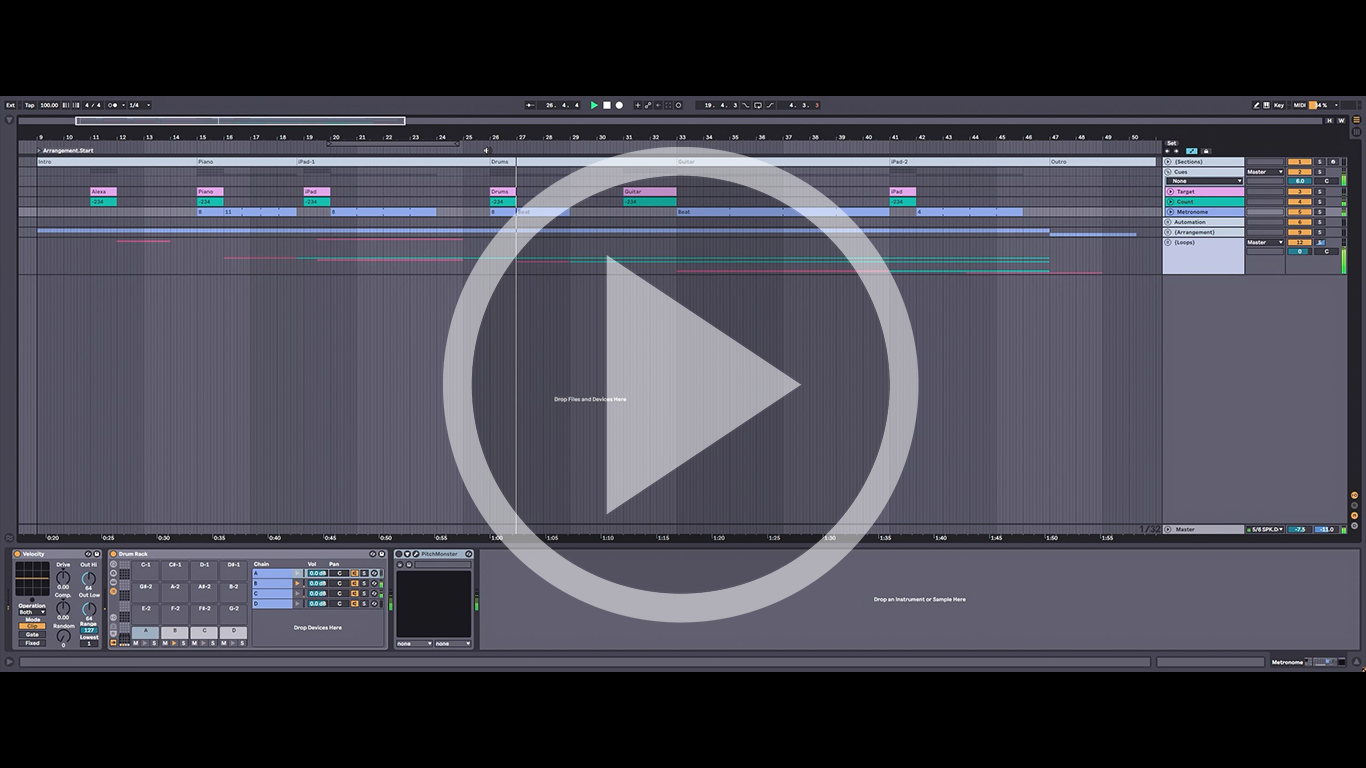 Ext Tap 100.00 4 / 4 1/4 26. 4. 4 19. 4. 3 4. 3. 3 Key MIDI
H W
9 10 11 12 13 14 15 16 17 18 19 20 21 22 23 24 25 26 27 28 29 30 31 32 33 34 35 36 37 38 39 40 41 42 43 44 45 46 47 48 49 50
Arrangement.Start Set
Intro Piano iPad-1 Drums Guitar iPad-2 Outro (Sections) 1 S
Cues Master 2 S
None 6.0 C
Alexa Piano iPad Drums Guitar iPad Target 3 S
-234 -234 -234 -234 -234 -234 Count 4 S
8 11 8 8 Beat Beat 4 Metronome 5 S
Automation 6 S
(Arrangement) 9 S
(Loops) Master 12 S
0 C
Drop Files and Devices Here
1/32 Master 5/6 -7.5
0:20 0:25 0:30 0:35 0:40 0:45 0:50 0:55 1:00 1:05 1:10 1:15 1:20 1:25 1:30 1:35 1:40 1:45 1:50 1:55
Velocity
Drive Out Hi
0.00 64
Comp. Out Low
0.00 64
Random Range
127
Lowest
0 1
Operation
Both
Mode
Clip
Gate
Fixed
Drum Rack
C-1 C#-1 D-1 D#-1
G#-2 A-2 A#-2 B-2
E-2 F-2 F#-2 G-2
A B C D
M S M S M S M S
Chain Vol Pan
A 0.0 dB C S
B 0.0 dB C S
C 0.0 dB C S
D 0.0 dB C S
Drop Devices Here
PitchMonster
none none
Drop an Instrument or Sample Here
Metronome